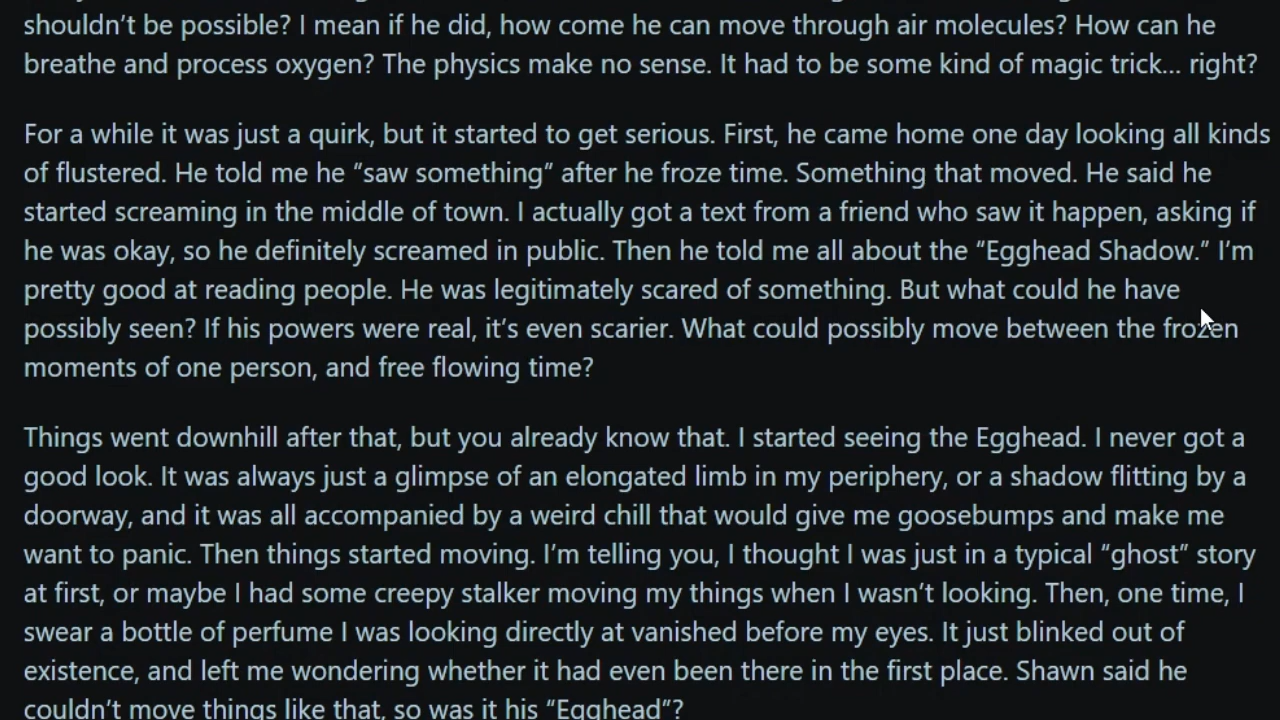 shouldn’t be possible? I mean if he did, how come he can move through air molecules? How can he
breathe and process oxygen? The physics make no sense. It had to be some kind of magic trick... right?
For a while it was just a quirk, but it started to get serious. First, he came home one day looking all kinds
of flustered. He told me he “saw something” after he froze time. Something that moved. He said he
started screaming in the middle of town. I actually got a text from a friend who saw it happen, asking if
he was okay, so he definitely screamed in public. Then he told me all about the “Egghead Shadow.” I’m
pretty good at reading people. He was legitimately scared of something. But what could he have
possibly seen? If his powers were real, it’s even scarier. What could possibly move between the frozen
moments of one person, and free flowing time?
Things went downhill after that, but you already know that. I started seeing the Egghead. I never got a
good look. It was always just a glimpse of an elongated limb in my periphery, or a shadow flitting by a
doorway, and it was all accompanied by a weird chill that would give me goosebumps and make me
want to panic. Then things started moving. I’m telling you, I thought I was just in a typical “ghost” story
at first, or maybe I had some creepy stalker moving my things when I wasn’t looking. Then, one time, I
swear a bottle of perfume I was looking directly at vanished before my eyes. It just blinked out of
existence, and left me wondering whether it had even been there in the first place. Shawn said he
couldn’t move things like that, so was it his “Egghead”?